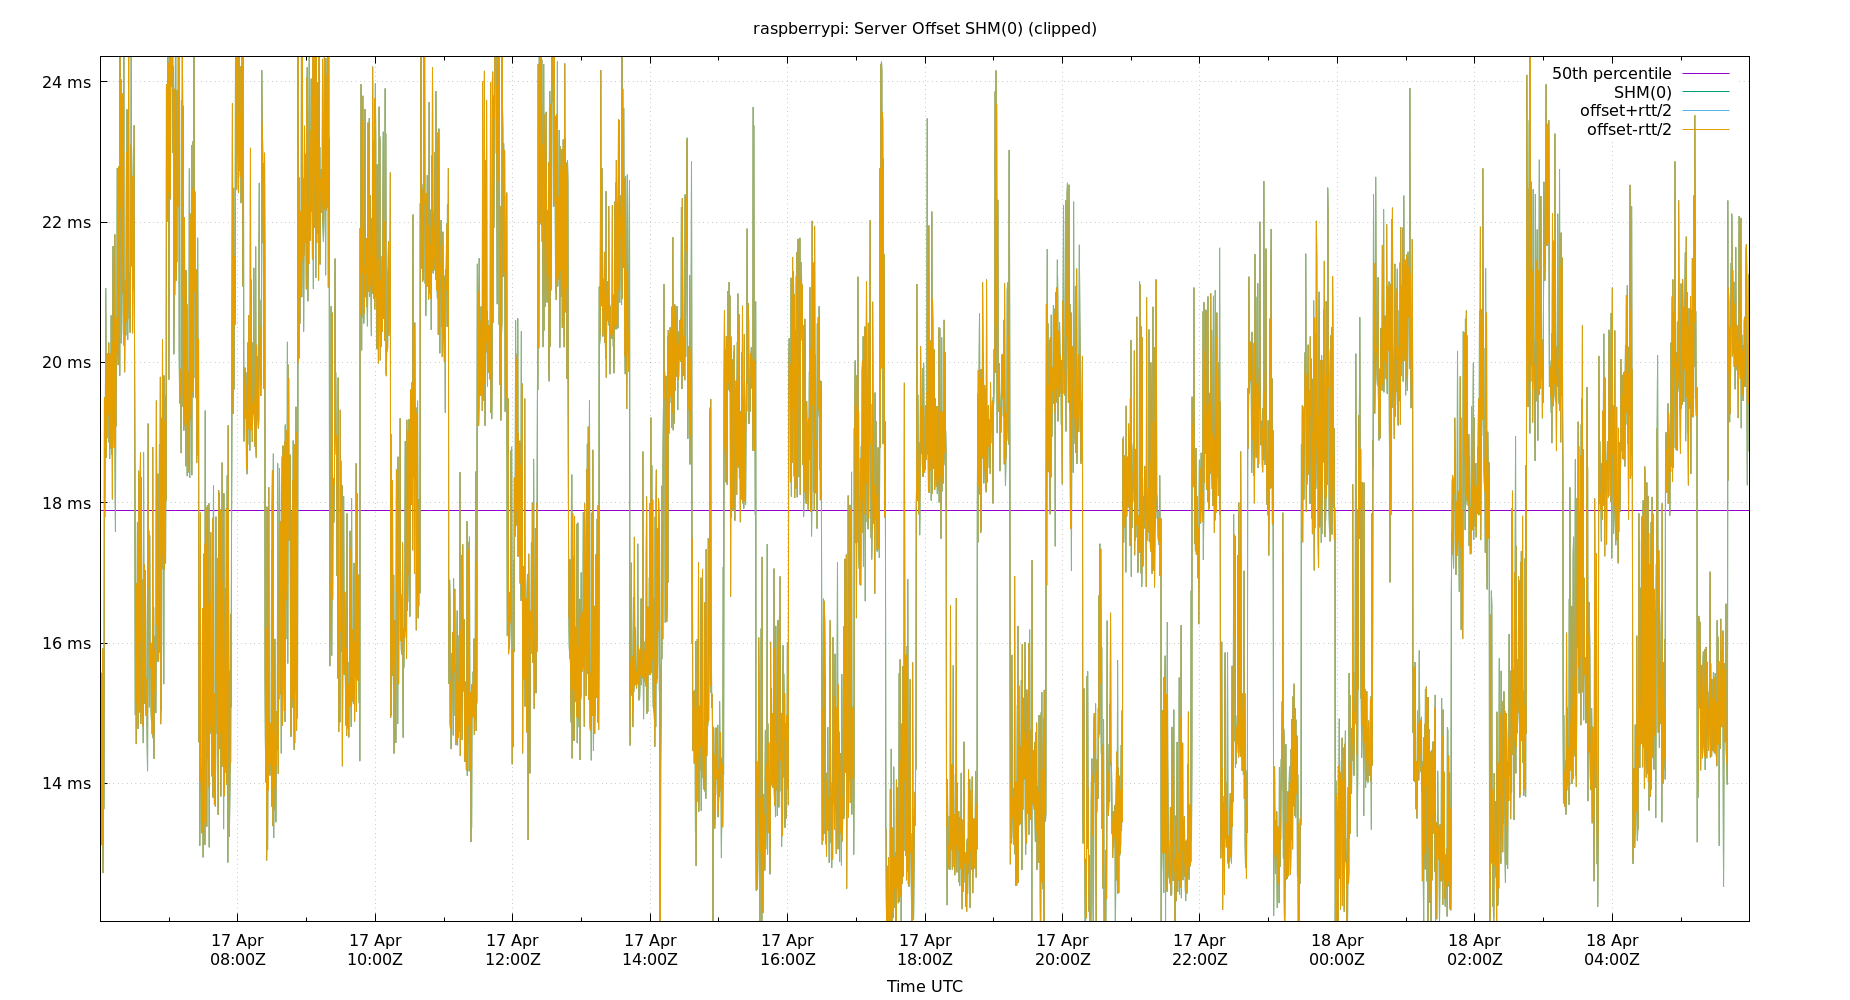 raspberrypi: Server Offset SHM(0) (clipped)
50th percentile
SHM(0)
offset+rtt/2
offset-rtt/2
24 ms
22 ms
20 ms
18 ms
16 ms
14 ms
17 Apr 17 Apr 17 Apr 17 Apr 17 Apr 17 Apr 17 Apr 17 Apr 18 Apr 18 Apr 18 Apr
08:00Z 10:00Z 12:00Z 14:00Z 16:00Z 18:00Z 20:00Z 22:00Z 00:00Z 02:00Z 04:00Z
Time UTC